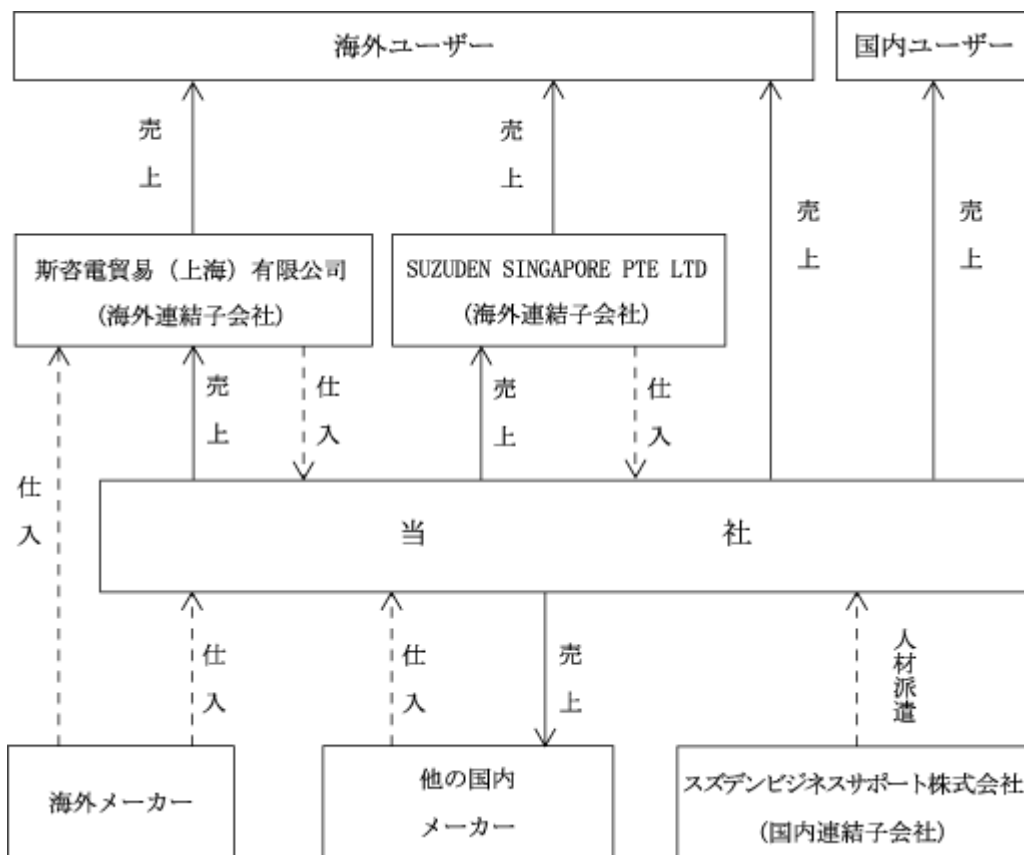 海外ユーザー
国内ユーザー
売上
売上
売上
売上
斯咨電貿易（上海）有限公司
(海外連結子会社)
SUZUDEN SINGAPORE PTE LTD
(海外連結子会社)
売上
仕入
売上
仕入
仕入
当社
仕入
仕入
売上
人材派遣
海外メーカー
他の国内
メーカー
スズデンビジネスサポート株式会社
(国内連結子会社)